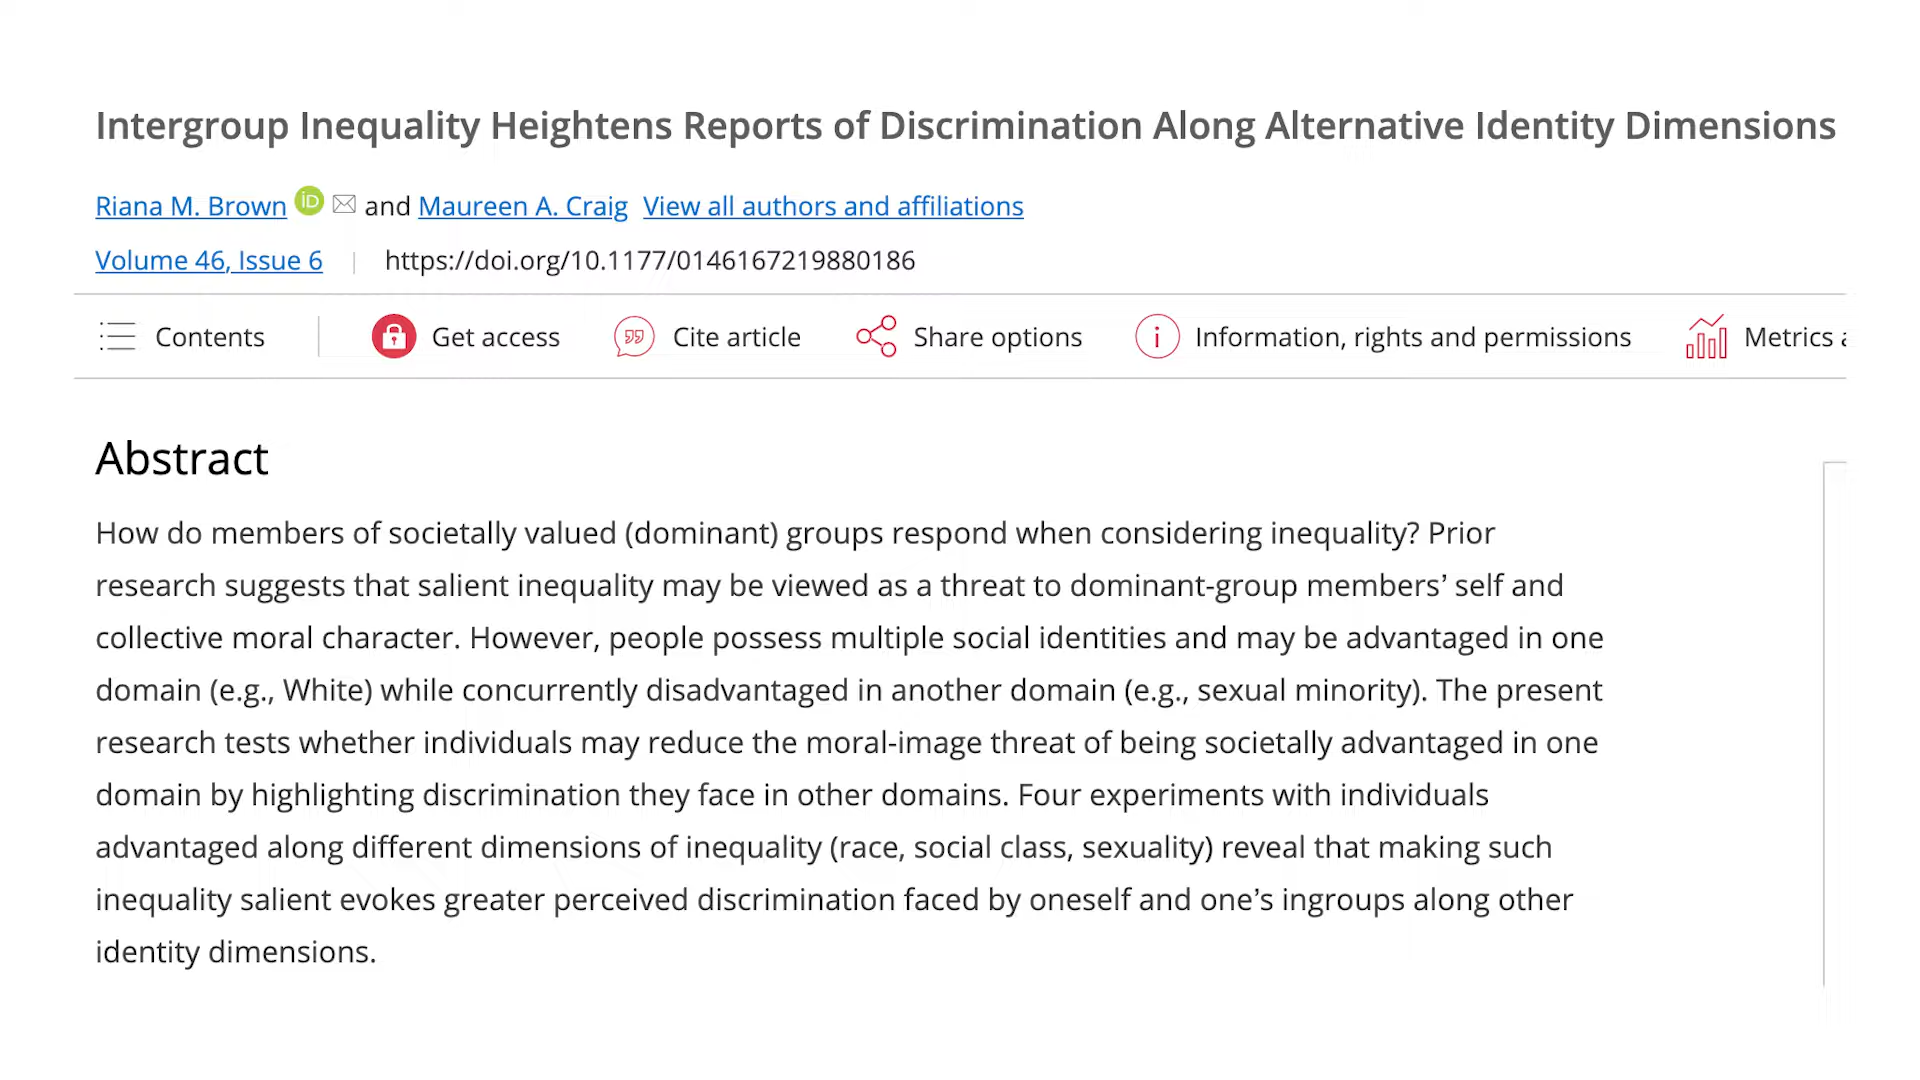 Intergroup Inequality Heightens Reports of Discrimination Along Alternative Identity Dimensions
Riana M. Brown iD and Maureen A. Craig View all authors and affiliations
Volume 46, Issue 6 | https://doi.org/10.1177/0146167219880186
Contents | Get access Cite article Share options Information, rights and permissions Metrics a
Abstract
How do members of societally valued (dominant) groups respond when considering inequality? Prior
research suggests that salient inequality may be viewed as a threat to dominant-group members’ self and
collective moral character. However, people possess multiple social identities and may be advantaged in one
domain (e.g., White) while concurrently disadvantaged in another domain (e.g., sexual minority). The present
research tests whether individuals may reduce the moral-image threat of being societally advantaged in one
domain by highlighting discrimination they face in other domains. Four experiments with individuals
advantaged along different dimensions of inequality (race, social class, sexuality) reveal that making such
inequality salient evokes greater perceived discrimination faced by oneself and one’s ingroups along other
identity dimensions.